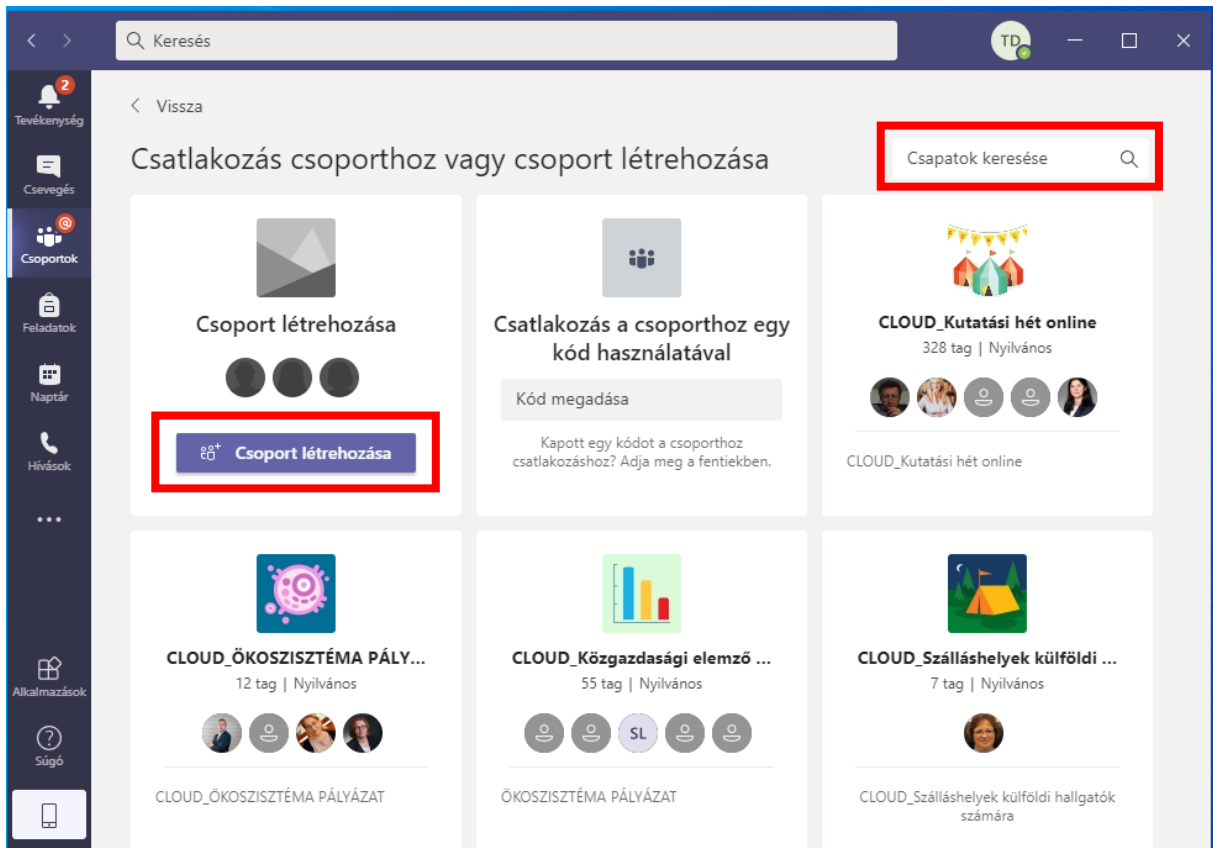 Keresés
TD
2
Tevékenység
Csevegés
@
Csoportok
Feladatok
Naptár
Hívások
Alkalmazások
Súgó
Vissza
Csatlakozás csoporthoz vagy csoport létrehozása
Csapatok keresése
Csoport létrehozása
Csoport létrehozása
Csatlakozás a csoporthoz egy
kód használatával
Kód megadása
Kapott egy kódot a csoporthoz
csatlakozáshoz? Adja meg a fentiekben.
CLOUD_Kutatási hét online
328 tag | Nyilvános
CLOUD_Kutatási hét online
CLOUD_ÖKOSZISZTÉMA PÁLY...
12 tag | Nyilvános
CLOUD_ÖKOSZISZTÉMA PÁLYÁZAT
CLOUD_Közgazdasági elemző ...
55 tag | Nyilvános
SL
ÖKOSZISZTÉMA PÁLYÁZAT
CLOUD_Szálláshelyek külföldi ...
7 tag | Nyilvános
CLOUD_Szálláshelyek külföldi hallgatók
számára